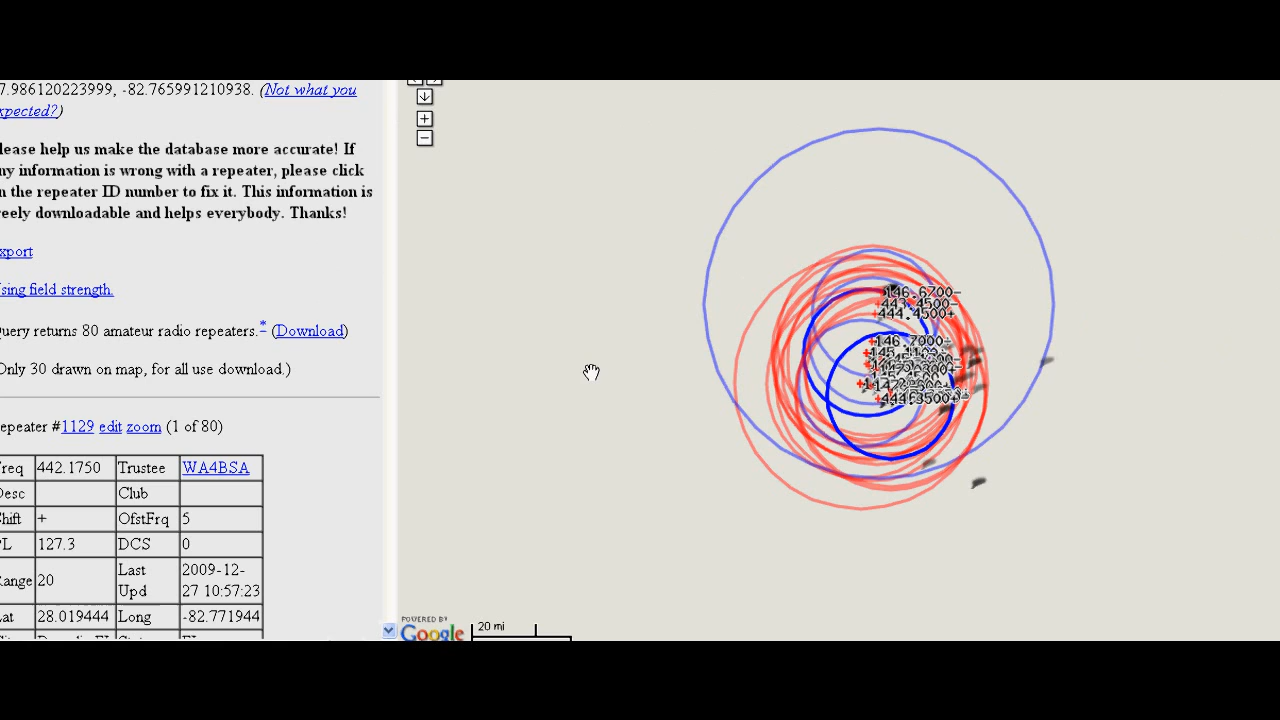 7.986120223999, -82.765991210938. (Not what you
xpected?)
lease help us make the database more accurate! If
ny information is wrong with a repeater, please click
n the repeater ID number to fix it. This information is
reely downloadable and helps everybody. Thanks!
xport
sing field strength.
uery returns 80 amateur radio repeaters.* (Download)
Only 30 drawn on map, for all use download.)
epeater #1129 edit zoom (1 of 80)
req 442.1750 Trustee WA4BSA
Desc Club
hift + OfstFrq 5
PL 127.3 DCS 0
ange 20 Last Upd 2009-12-27 10:57:23
at 28.019444 Long -82.771944
146.6700-
443.4500+
444.4500+
146.7000-
444.3500+
POWERED BY
Google
20 mi